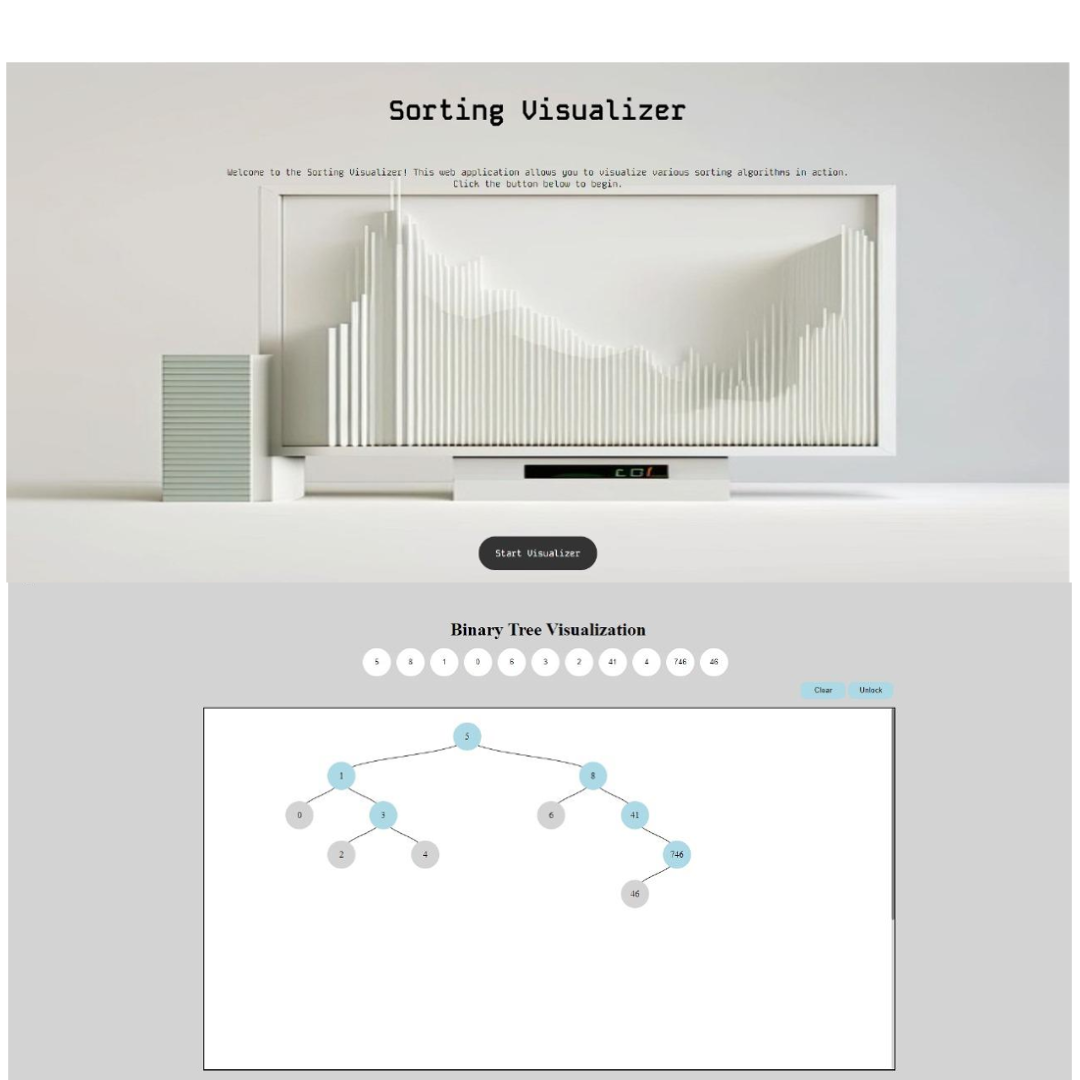 Sorting Visualizer
Welcome to the Sorting Visualizer! This web application allows you to visualize various sorting algorithms in action.
Click the button below to begin.
Start Visualizer
Binary Tree Visualization
5 8 1 0 6 3 2 41 4 746 46
Clear Unlock
5
1 8
0 3 6 41
2 4 746
46